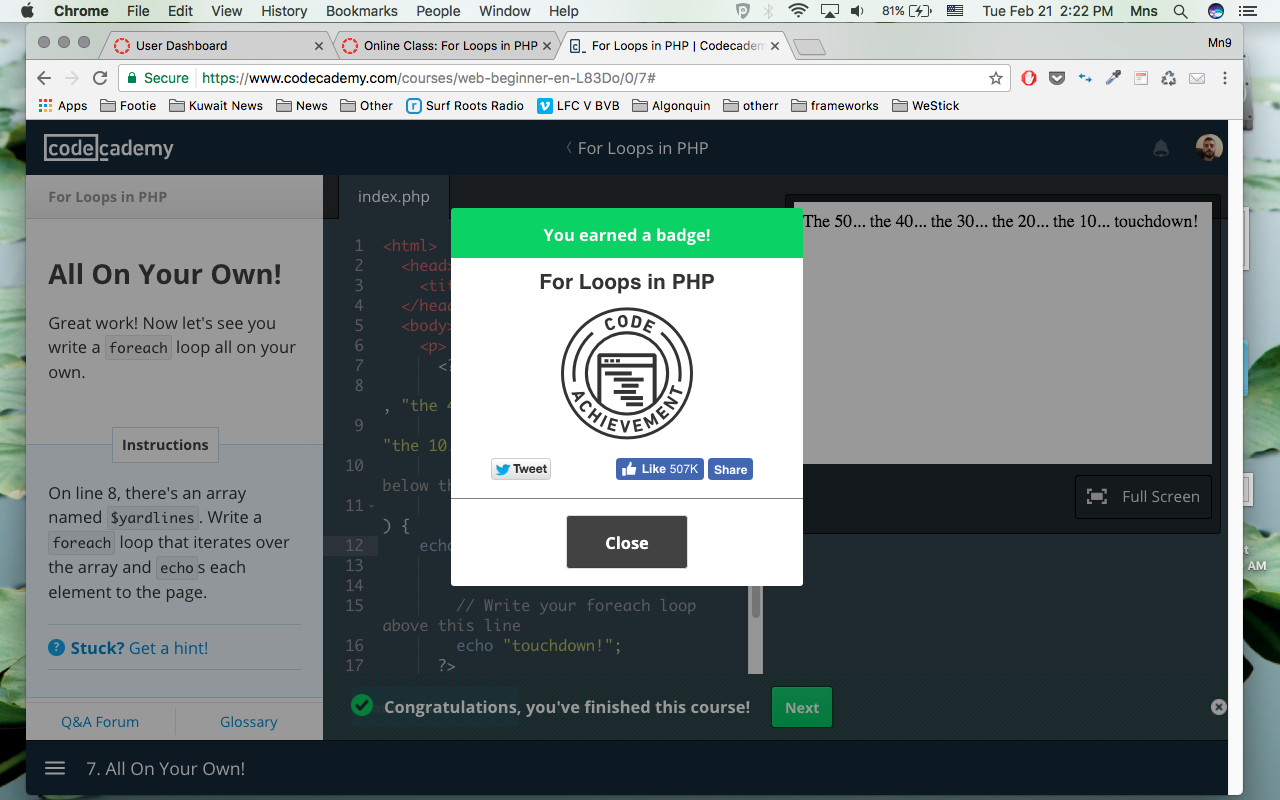 Chrome File Edit View History Bookmarks People Window Help 81% Tue Feb 21 2:22 PM Mns
User Dashboard Online Class: For Loops in PHP For Loops in PHP | Codecadem Mn9
Secure https://www.codecademy.com/courses/web-beginner-en-L83Do/0/7#
Apps Footie Kuwait News News Other Surf Roots Radio LFC V BVB Algonquin otherr frameworks WeStick
codecademy For Loops in PHP
For Loops in PHP
All On Your Own!
Great work! Now let's see you
write a foreach loop all on your
own.
Instructions
On line 8, there's an array
named $yardlines. Write a
foreach loop that iterates over
the array and echos each
element to the page.
? Stuck? Get a hint!
Q&A Forum Glossary
index.php
1 <html>
2 <head>
3 <tit
4 </head
5 <body>
6 <p>
7 <?
8
, "the 4
9
"the 10
10
below th
11
) {
12 echo
13
14
15 // Write your foreach loop
above this line
16 echo "touchdown!";
17 ?>
You earned a badge!
For Loops in PHP
CODE
ACHIEVEMENT
Tweet Like 507K Share
Close
The 50... the 40... the 30... the 20... the 10... touchdown!
Full Screen
AM
Congratulations, you've finished this course! Next
7. All On Your Own!